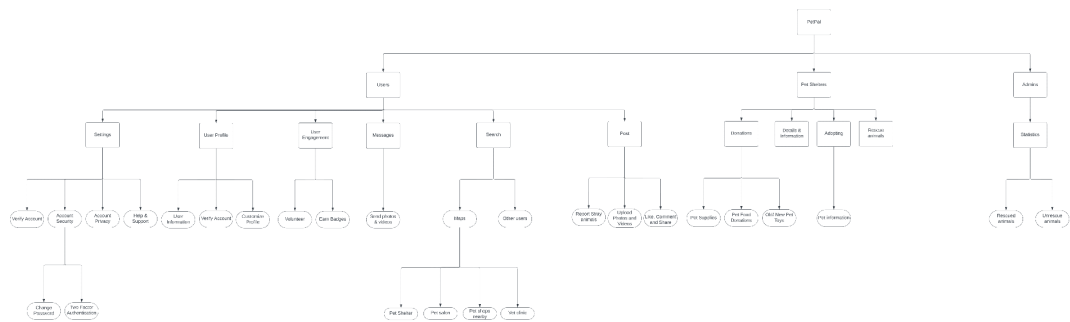 PetPal
Users
Pet Shelters
Admins
Settings
User Profile
User
Engagement
Messages
Search
Post
Donations
Details &
Information
Adopting
Rescue
animals
Statistics
Verify Account
Account
Security
Account
Privacy
Help &
Support
User
Information
Verify Account
Customize
Profile
Volunteer
Earn Badges
Send photos
& videos
Maps
Other users
Report Stray
animals
Upload
Photos and
Videos
Like, Comment
and Share
Pet Supplies
Pet Food
Donations
Old/ New Pet
Toys
Pet information
Rescued
animals
Unrescue
animals
Change
Password
Two Factor
Authentication
Pet Shelter
Pet salon
Pet shops
nearby
Vet clinic